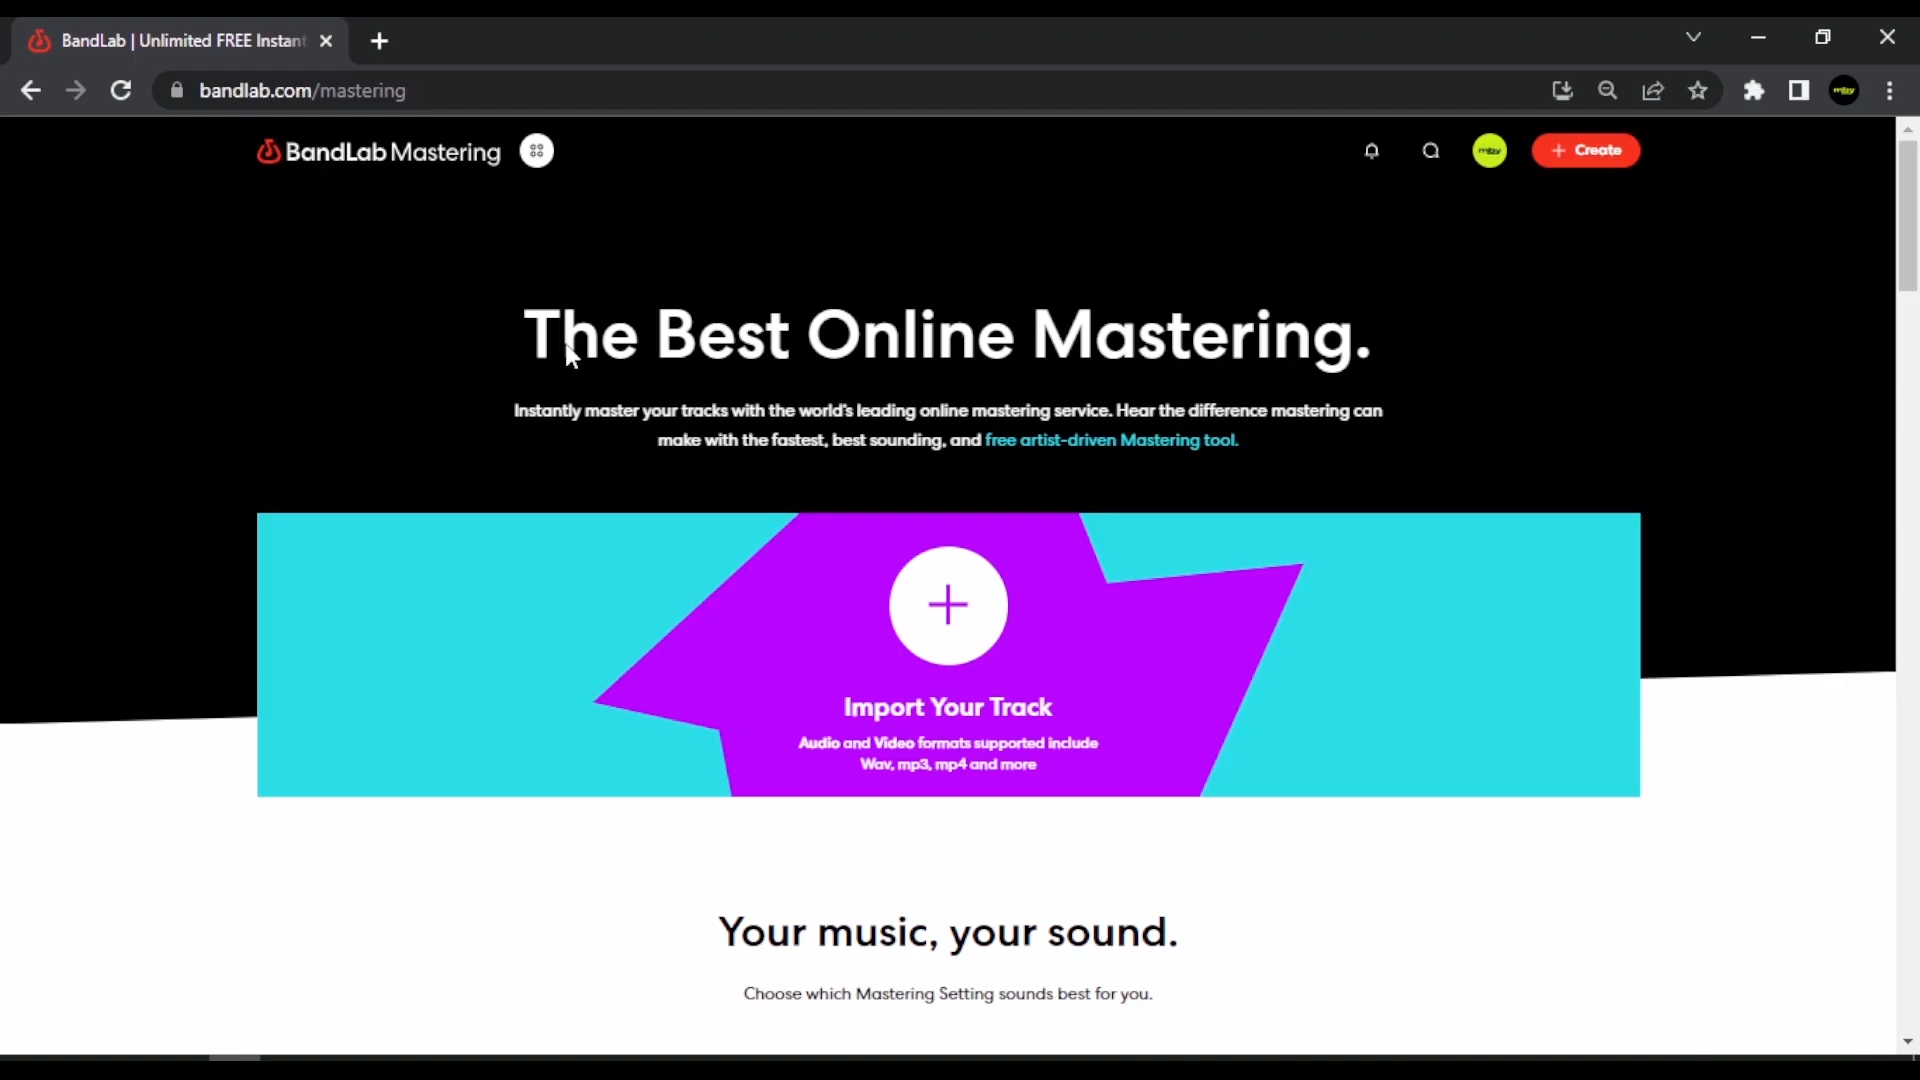 BandLab | Unlimited FREE Instant
bandlab.com/mastering
BandLab Mastering
Create
The Best Online Mastering.
Instantly master your tracks with the world's leading online mastering service. Hear the difference mastering can
make with the fastest, best sounding, and free artist-driven Mastering tool.
Import Your Track
Audio and Video formats supported include
Wav, mp3, mp4 and more
Your music, your sound.
Choose which Mastering Setting sounds best for you.